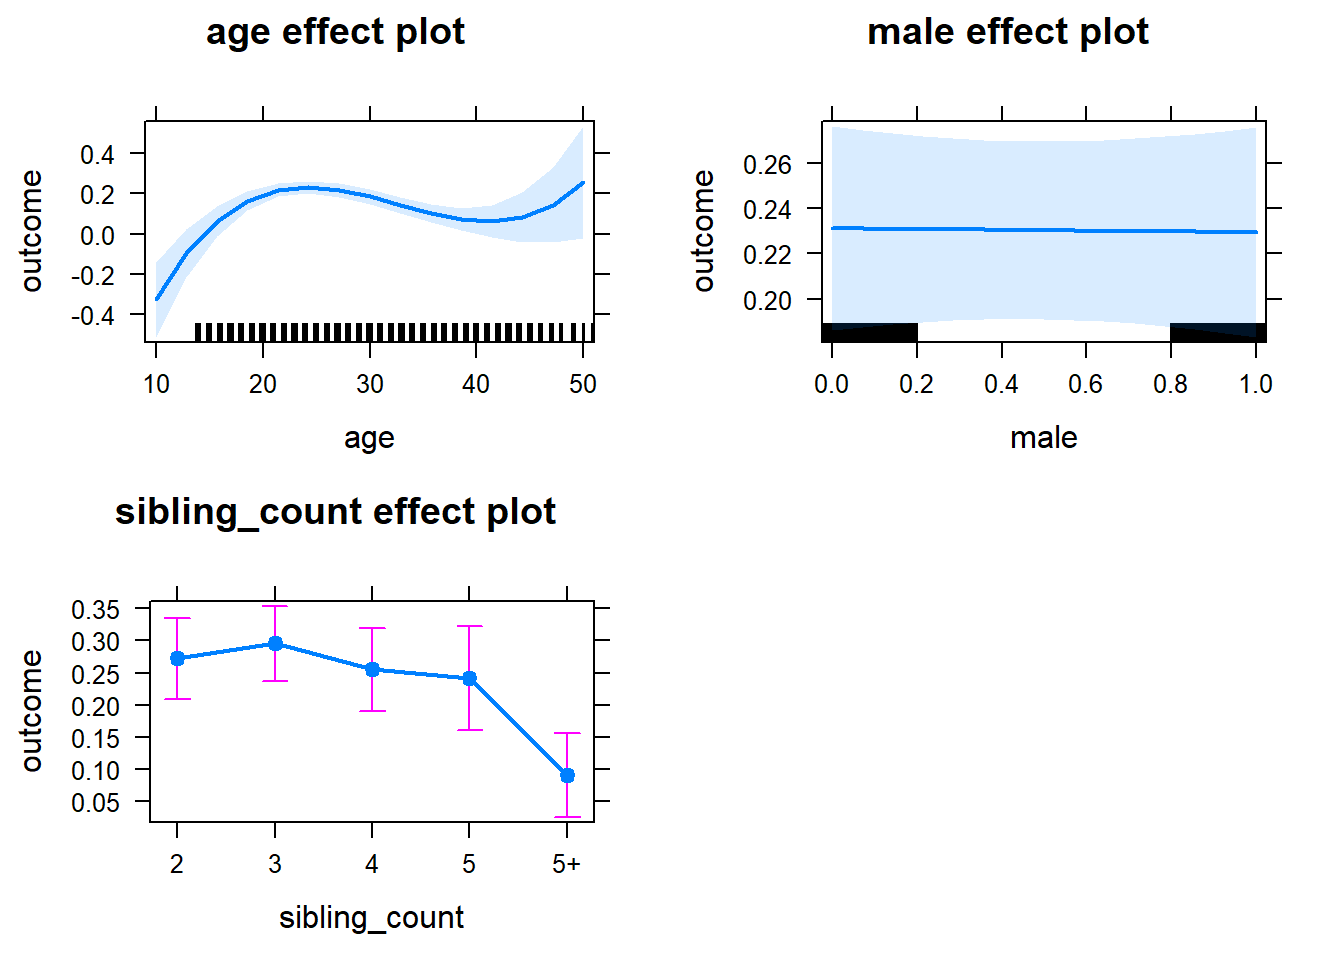 age effect plot
outcome
0.4
0.2
0.0
-0.2
-0.4
10 20 30 40 50
age
male effect plot
outcome
0.26
0.24
0.22
0.20
0.0 0.2 0.4 0.6 0.8 1.0
male
sibling_count effect plot
outcome
0.35
0.30
0.25
0.20
0.15
0.10
0.05
2 3 4 5 5+
sibling_count